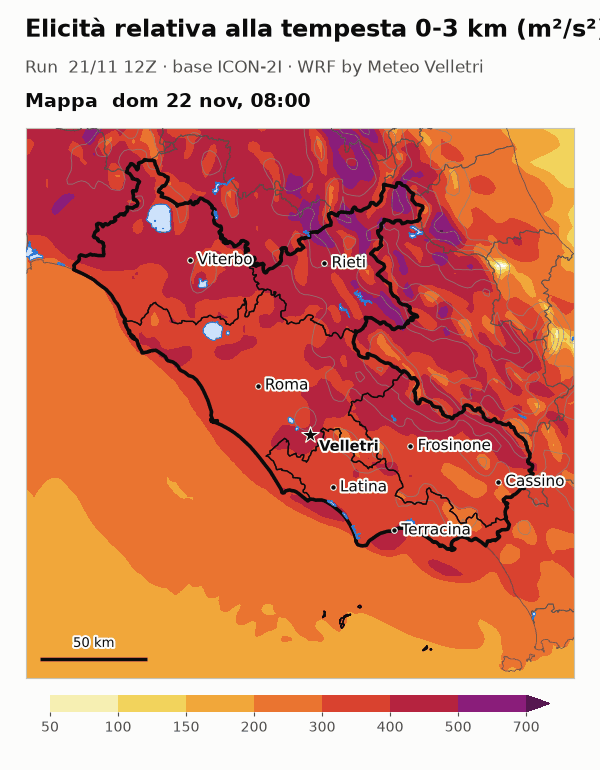 Elicità relativa alla tempesta 0-3 km (m²/s²)
Run 21/11 12Z · base ICON-2I · WRF by Meteo Velletri
Mappa dom 22 nov, 08:00
Viterbo
Rieti
Roma
Velletri
Frosinone
Cassino
Latina
Terracina
50 km
50 100 150 200 300 400 500 700